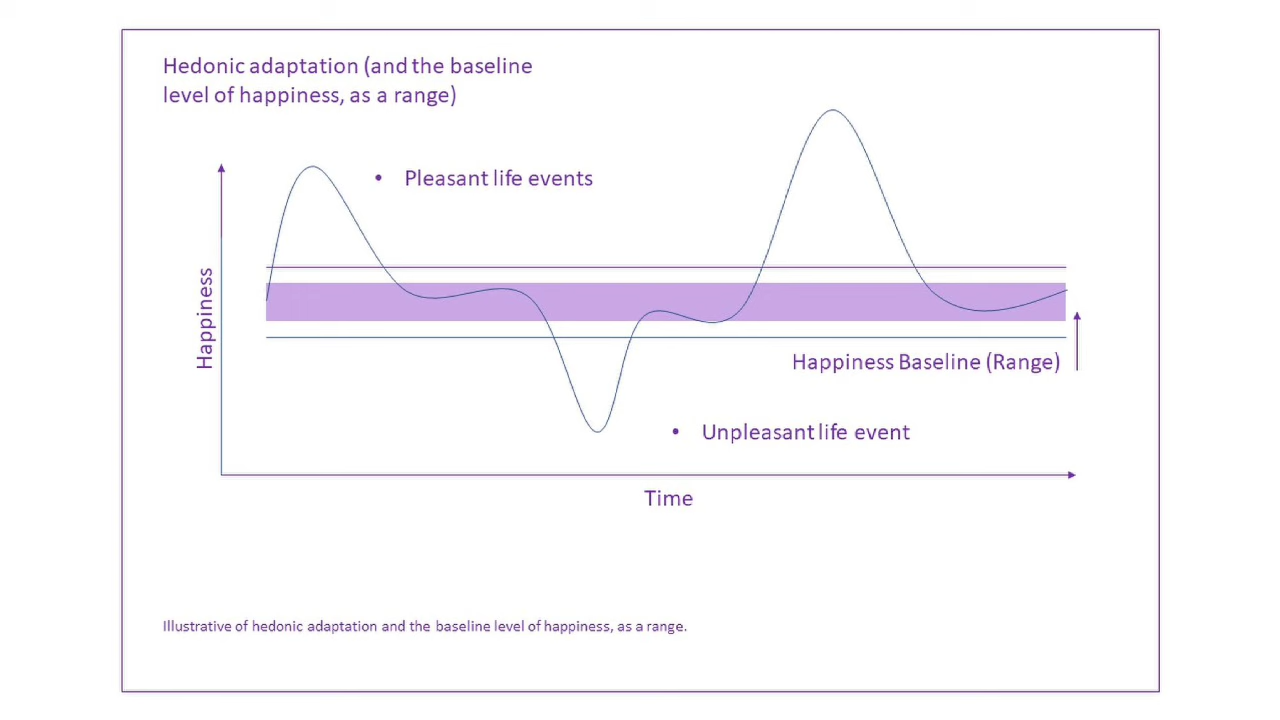 Hedonic adaptation (and the baseline
level of happiness, as a range)
• Pleasant life events
Happiness
Happiness Baseline (Range)
• Unpleasant life event
Time
Illustrative of hedonic adaptation and the baseline level of happiness, as a range.